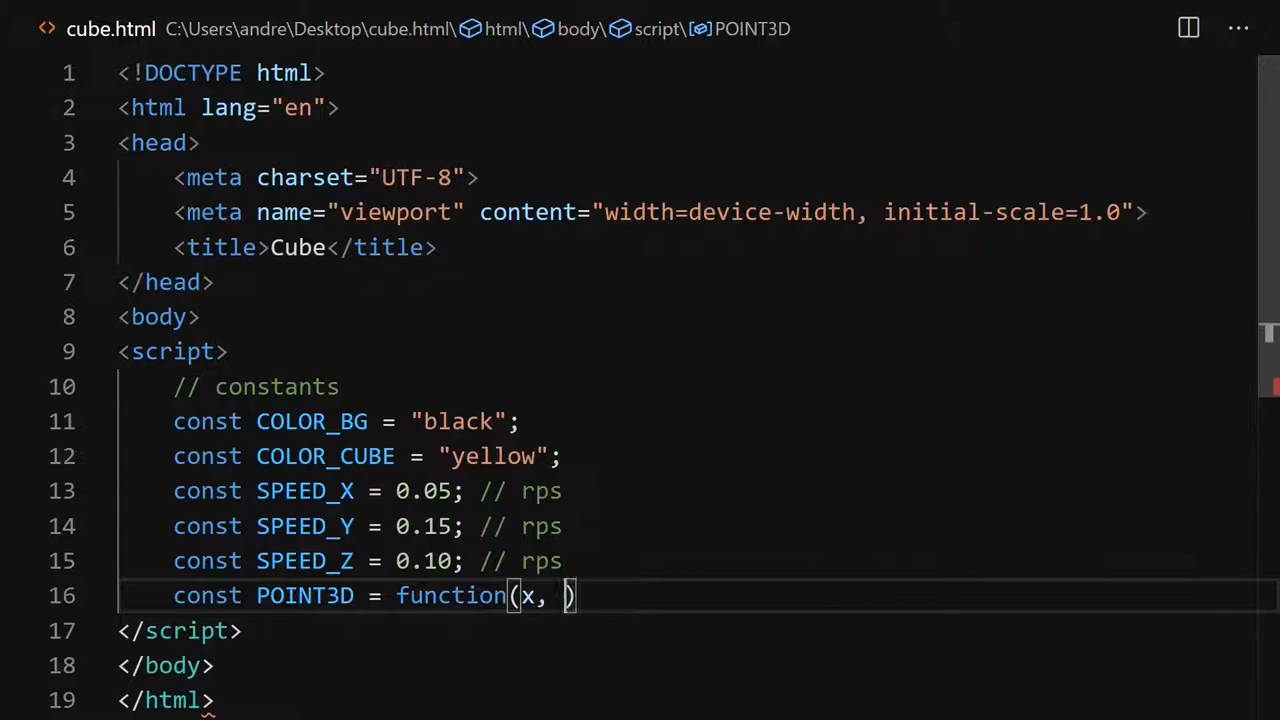 cube.html C:\Users\andre\Desktop\cube.html\html\body\script\POINT3D ...
1 <!DOCTYPE html>
2 <html lang="en">
3 <head>
4     <meta charset="UTF-8">
5     <meta name="viewport" content="width=device-width, initial-scale=1.0">
6     <title>Cube</title>
7 </head>
8 <body>
9 <script>
10     // constants
11     const COLOR_BG = "black";
12     const COLOR_CUBE = "yellow";
13     const SPEED_X = 0.05; // rps
14     const SPEED_Y = 0.15; // rps
15     const SPEED_Z = 0.10; // rps
16     const POINT3D = function(x, )
17 </script>
18 </body>
19 </html>